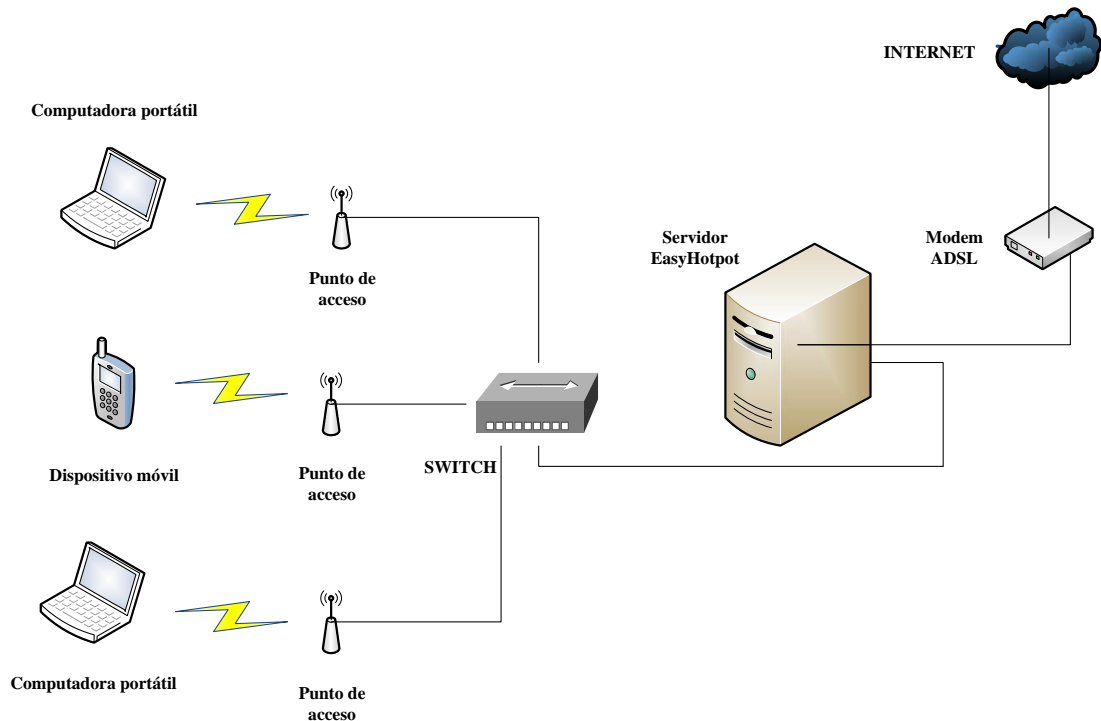 INTERNET
Computadora portátil
Servidor
EasyHotpot
Modem
ADSL
Punto de
acceso
Dispositivo móvil
SWITCH
Punto de
acceso
Computadora portátil
Punto de
acceso